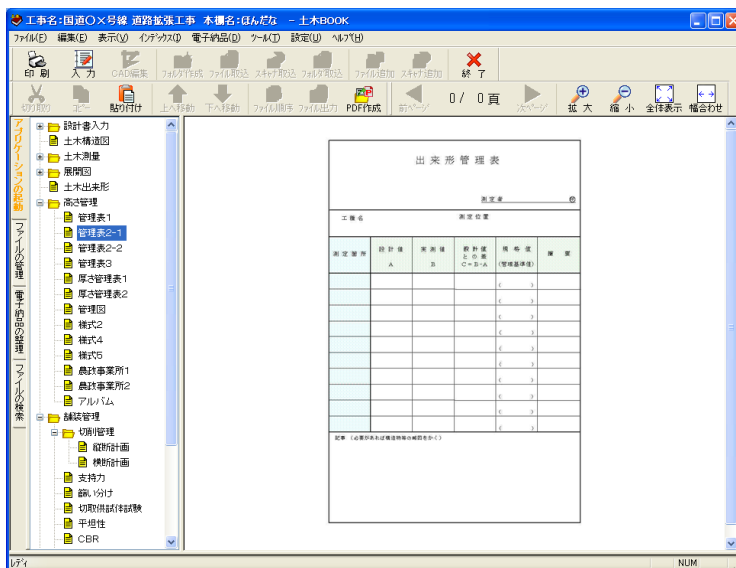 工事名:国道〇×号線 道路拡張工事 本棚名:ほんだな - 土木BOOK
ファイル(F) 編集(E) 表示(V) インデックス(I) 電子納品(D) ツール(T) 設定(U) ヘルプ(H)
印 刷 入 力 CAD編集 フォルダ作成 ファイル取込 スキャナ取込 フォルダ取込 ファイル追加 スキャナ追加 終 了
切り取り コピー 貼り付け 上へ移動 下へ移動 ファイル順序 ファイル出力 PDF作成 前ページ 0/ 0頁 次ページ 拡 大 縮 小 全体表示 幅合わせ
アプリケーションの起動
ファイルの管理
電子納品の整理
ファイルの検索
設計書入力
土木構造図
土木測量
展開図
土木出来形
高さ管理
管理表1
管理表2-1
管理表2-2
管理表3
厚さ管理表1
厚さ管理表2
管理図
様式2
様式4
様式5
農政事業所1
農政事業所2
アルバム
舗装管理
切削管理
縦断計画
横断計画
支持力
篩い分け
切取供試体試験
平坦性
CBR
出来形管理表
測定者 ㊞
工種名 測定位置
測定箇所 設計値 A 実測値 B 設計値との差 C=B-A 規格値 (管理基準値) 摘 要
( )
( )
( )
( )
( )
( )
( )
( )
( )
( )
記事 (必要があれば構造物等の略図をかく)
レディ NUM